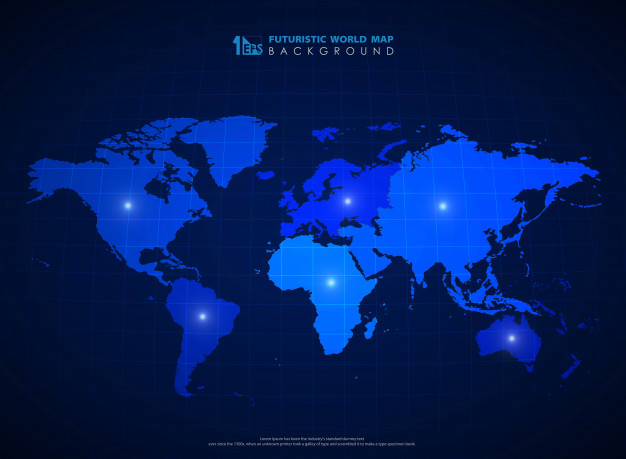 1 EPS FUTURISTIC WORLD MAP
BACKGROUND
Lorem Ipsum has been the industry's standard dummy text
ever since the 1500s, when an unknown printer took a galley of type and scrambled it to make a type specimen book.